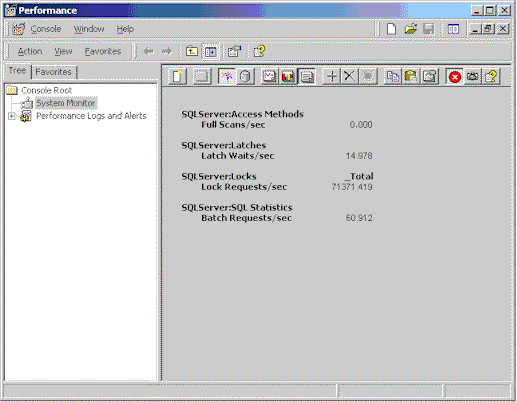 Performance
Console Window Help
Action View Favorites
Tree Favorites
Console Root
System Monitor
Performance Logs and Alerts
SQLServer:Access Methods
Full Scans/sec 0.000
SQLServer:Latches
Latch Waits/sec 14.978
SQLServer:Locks _Total
Lock Requests/sec 71371.419
SQLServer:SQL Statistics
Batch Requests/sec 60.912